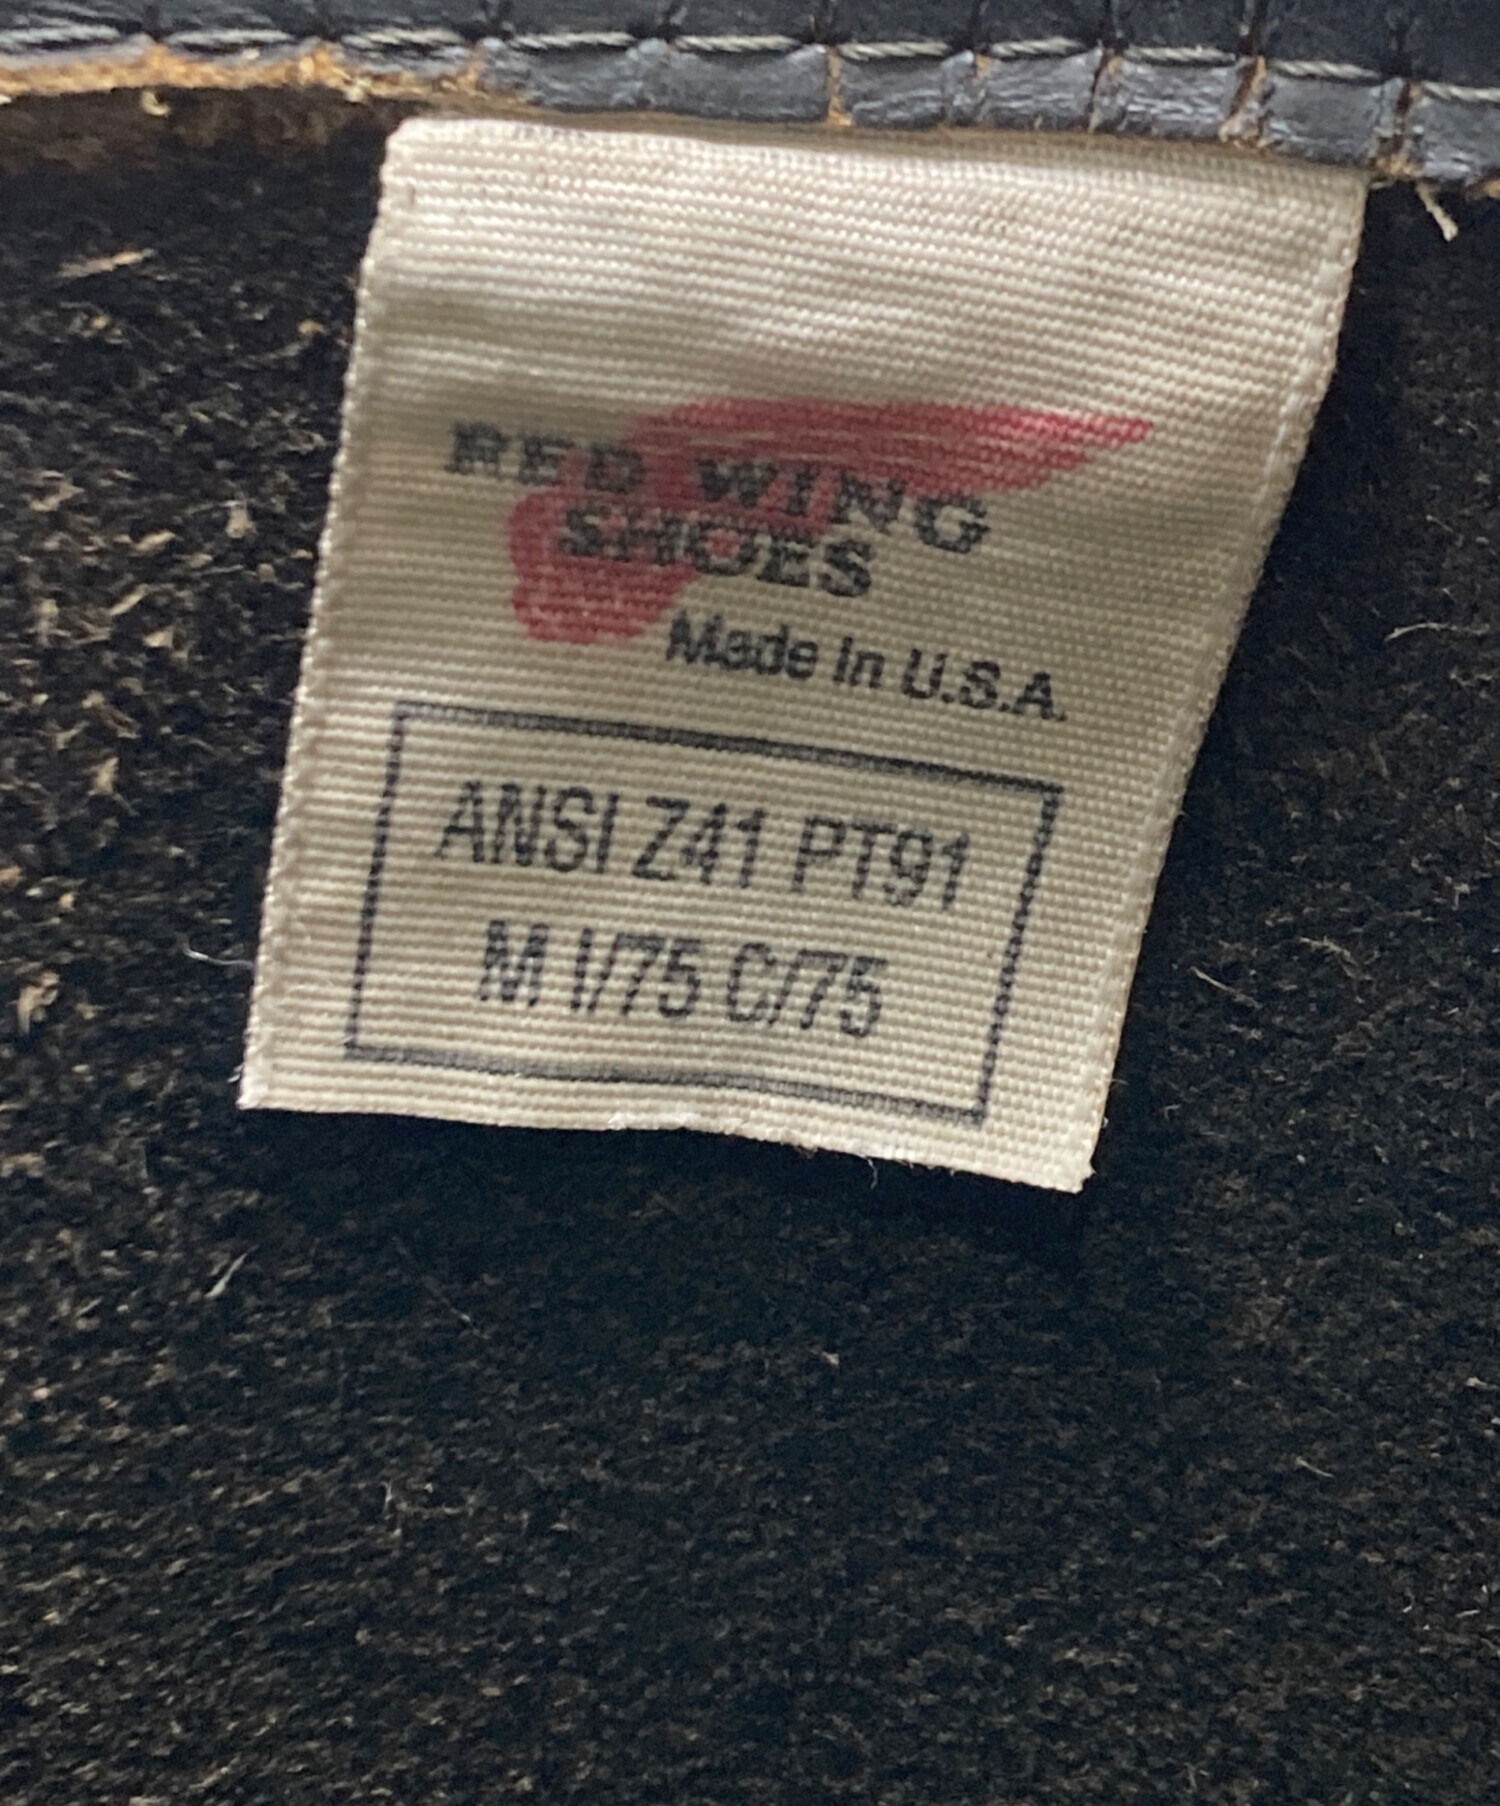 RED WING
SHOES
Made in U.S.A.
ANSI Z41 PT91
M I/75 C/75